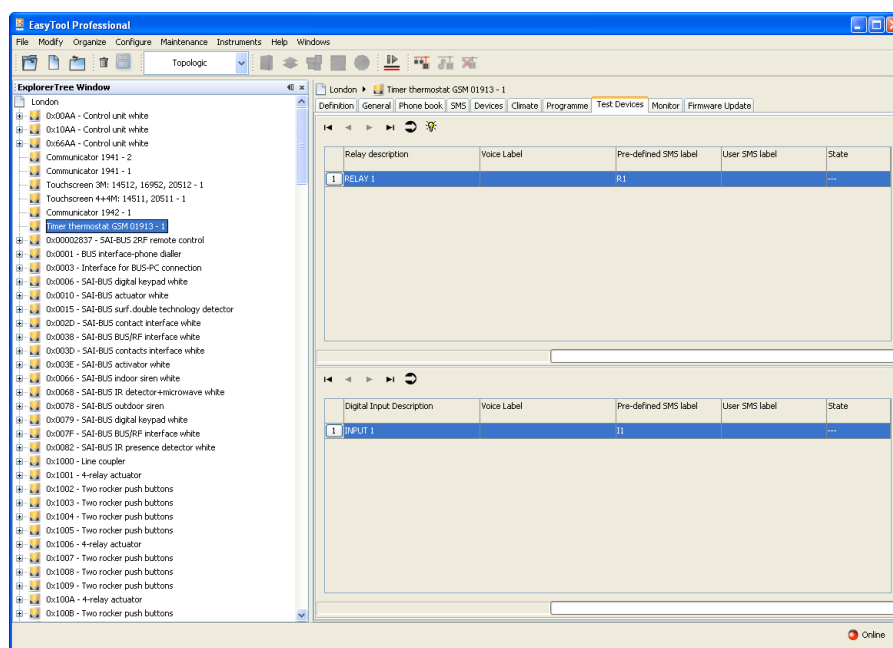 EasyTool Professional
File Modify Organize Configure Maintenance Instruments Help Windows
Topologic
ExplorerTree Window
London
0x00AA - Control unit white
0x10AA - Control unit white
0x66AA - Control unit white
Communicator 1941 - 2
Communicator 1941 - 1
Touchscreen 3M: 14512, 16952, 20512 - 1
Touchscreen 4+4M: 14511, 20511 - 1
Communicator 1942 - 1
Timer thermostat GSM 01913 - 1
0x00002837 - SAI-BUS 2RF remote control
0x0001 - BUS interface-phone dialler
0x0003 - Interface for BUS-PC connection
0x0006 - SAI-BUS digital keypad white
0x0010 - SAI-BUS actuator white
0x0015 - SAI-BUS surf.double technology detector
0x002D - SAI-BUS contact interface white
0x0038 - SAI-BUS BUS/RF interface white
0x003D - SAI-BUS contacts interface white
0x003E - SAI-BUS activator white
0x0066 - SAI-BUS indoor siren white
0x0068 - SAI-BUS IR detector+microwave white
0x0078 - SAI-BUS outdoor siren
0x0079 - SAI-BUS digital keypad white
0x007F - SAI-BUS BUS/RF interface white
0x0082 - SAI-BUS IR presence detector white
0x1000 - Line coupler
0x1001 - 4-relay actuator
0x1002 - Two rocker push buttons
0x1003 - Two rocker push buttons
0x1004 - Two rocker push buttons
0x1005 - Two rocker push buttons
0x1006 - 4-relay actuator
0x1007 - Two rocker push buttons
0x1008 - Two rocker push buttons
0x1009 - Two rocker push buttons
0x100A - 4-relay actuator
0x100B - Two rocker push buttons
London Timer thermostat GSM 01913 - 1
Definition General Phone book SMS Devices Climate Programme Test Devices Monitor Firmware Update
Relay description Voice Label Pre-defined SMS label User SMS label State
1 RELAY 1 R1 ---
Digital Input Description Voice Label Pre-defined SMS label User SMS label State
1 INPUT 1 I1 ---
Online